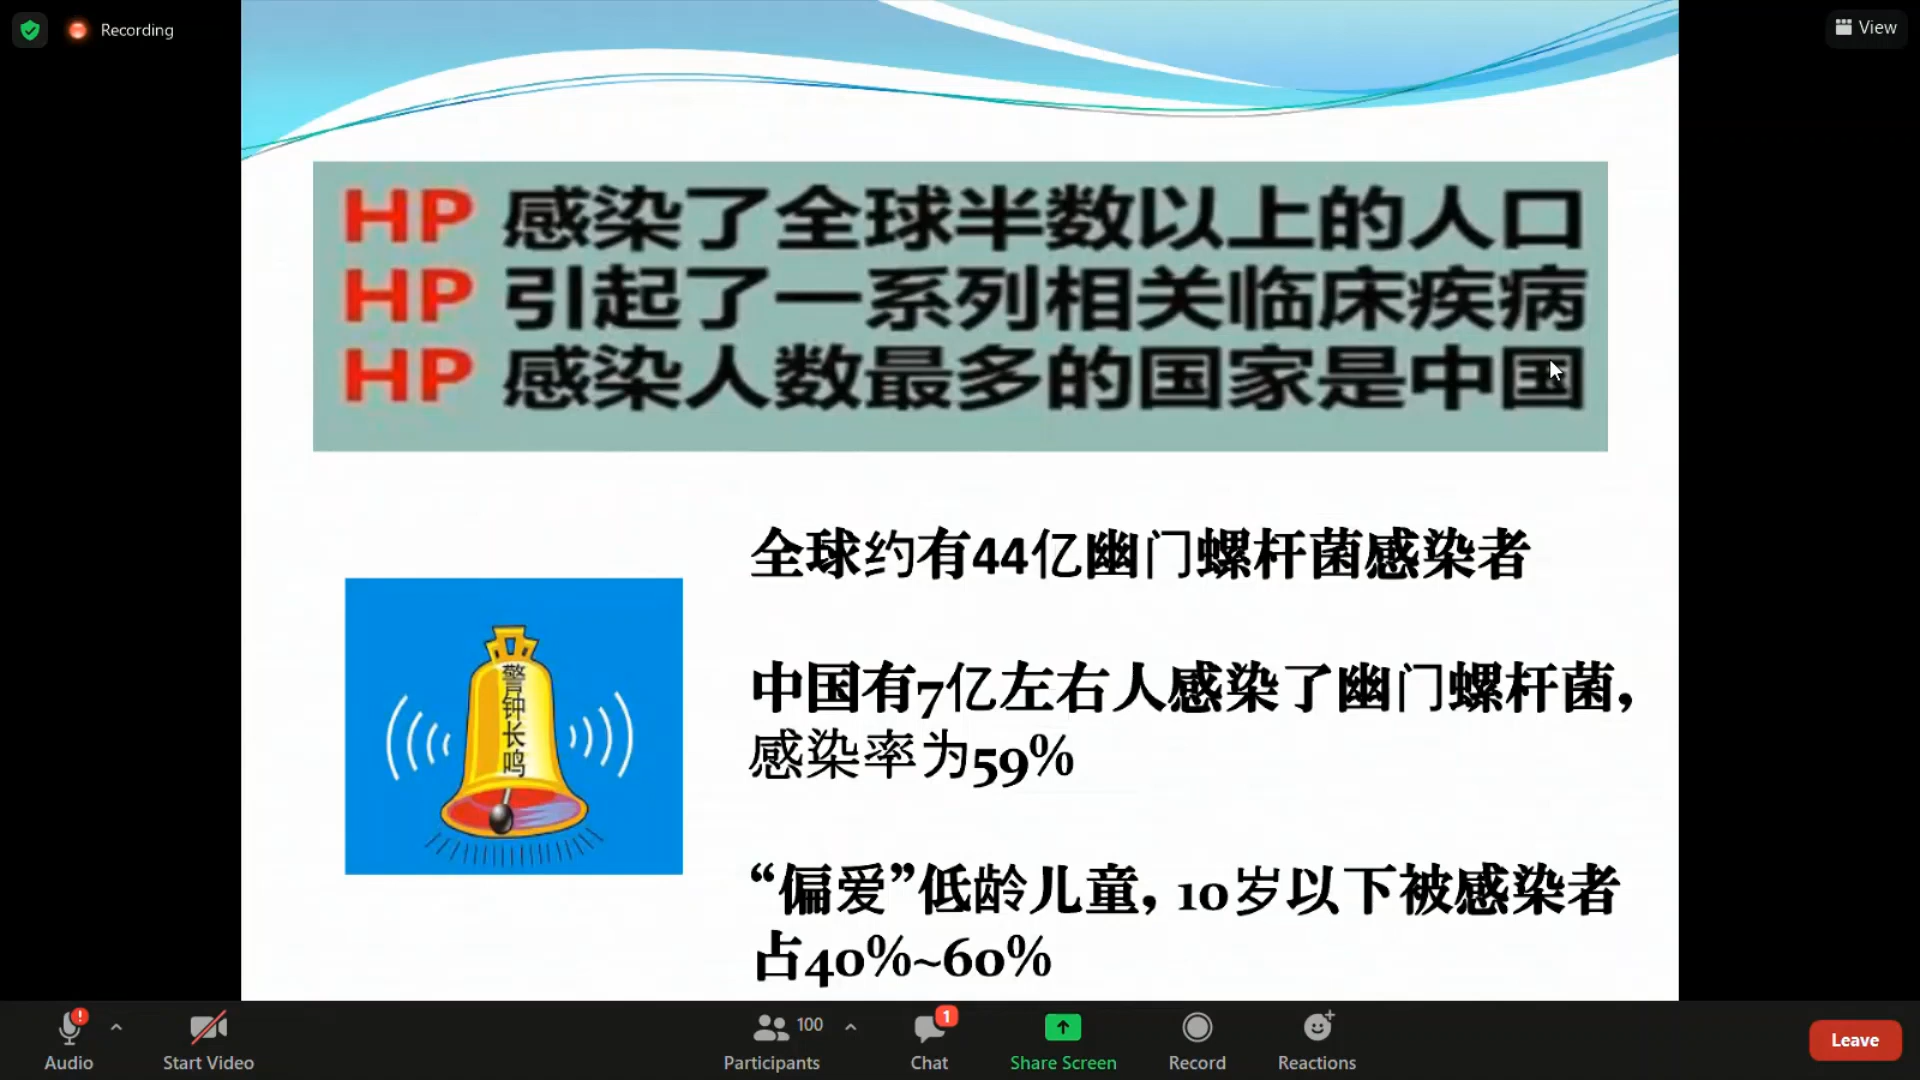 Recording
View
HP 感染了全球半数以上的人口
HP 引起了一系列相关临床疾病
HP 感染人数最多的国家是中国
全球约有44亿幽门螺杆菌感染者
中国有7亿左右人感染了幽门螺杆菌，
感染率为59%
警钟长鸣
“偏爱”低龄儿童，10岁以下被感染者
占40%~60%
Audio
Start Video
Participants
100
Chat
1
Share Screen
Record
Reactions
Leave